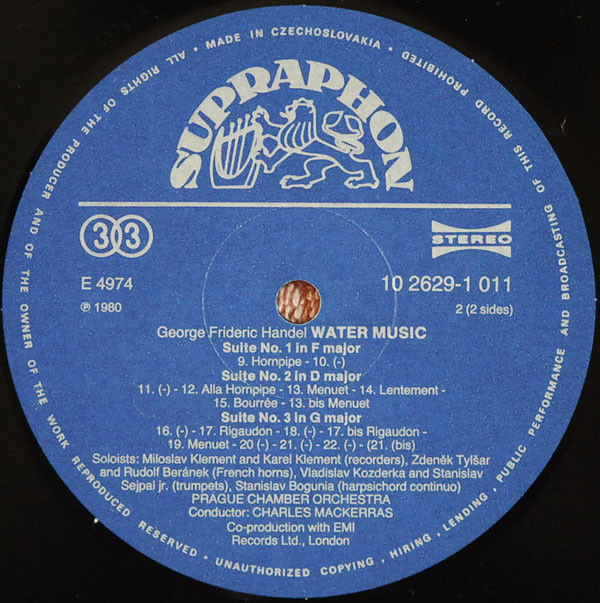 ALL RIGHTS OF THE PRODUCER AND OF THE OWNER OF THE WORK REPRODUCED RESERVED • UNAUTHORIZED COPYING, HIRING, LENDING, PUBLIC PERFORMANCE AND BROADCASTING OF THIS RECORD PROHIBITED • MADE IN CZECHOSLOVAKIA •
SUPRAPHON
33
STEREO
E 4974
10 2629-1 011
℗ 1980
2 (2 sides)
George Frideric Handel WATER MUSIC
Suite No. 1 in F major
9. Hornpipe - 10. (-)
Suite No. 2 in D major
11. (-) - 12. Alla Hornpipe - 13. Menuet - 14. Lentement -
15. Bourrée - 13. bis Menuet
Suite No. 3 in G major
16. (-) - 17. Rigaudon - 18. (-) - 17. bis Rigaudon -
19. Menuet - 20 (-) - 21. (-) - 22. (-) - (21. (bis)
Soloists: Miloslav Klement and Karel Klement (recorders), Zdeněk Tylšar
and Rudolf Beránek (French horns), Vladislav Kozderka and Stanislav
Sejpal jr. (trumpets), Stanislav Bogunia (harpsichord continuo)
PRAGUE CHAMBER ORCHESTRA
Conductor: CHARLES MACKERRAS
Co-production with EMI
Records Ltd., London